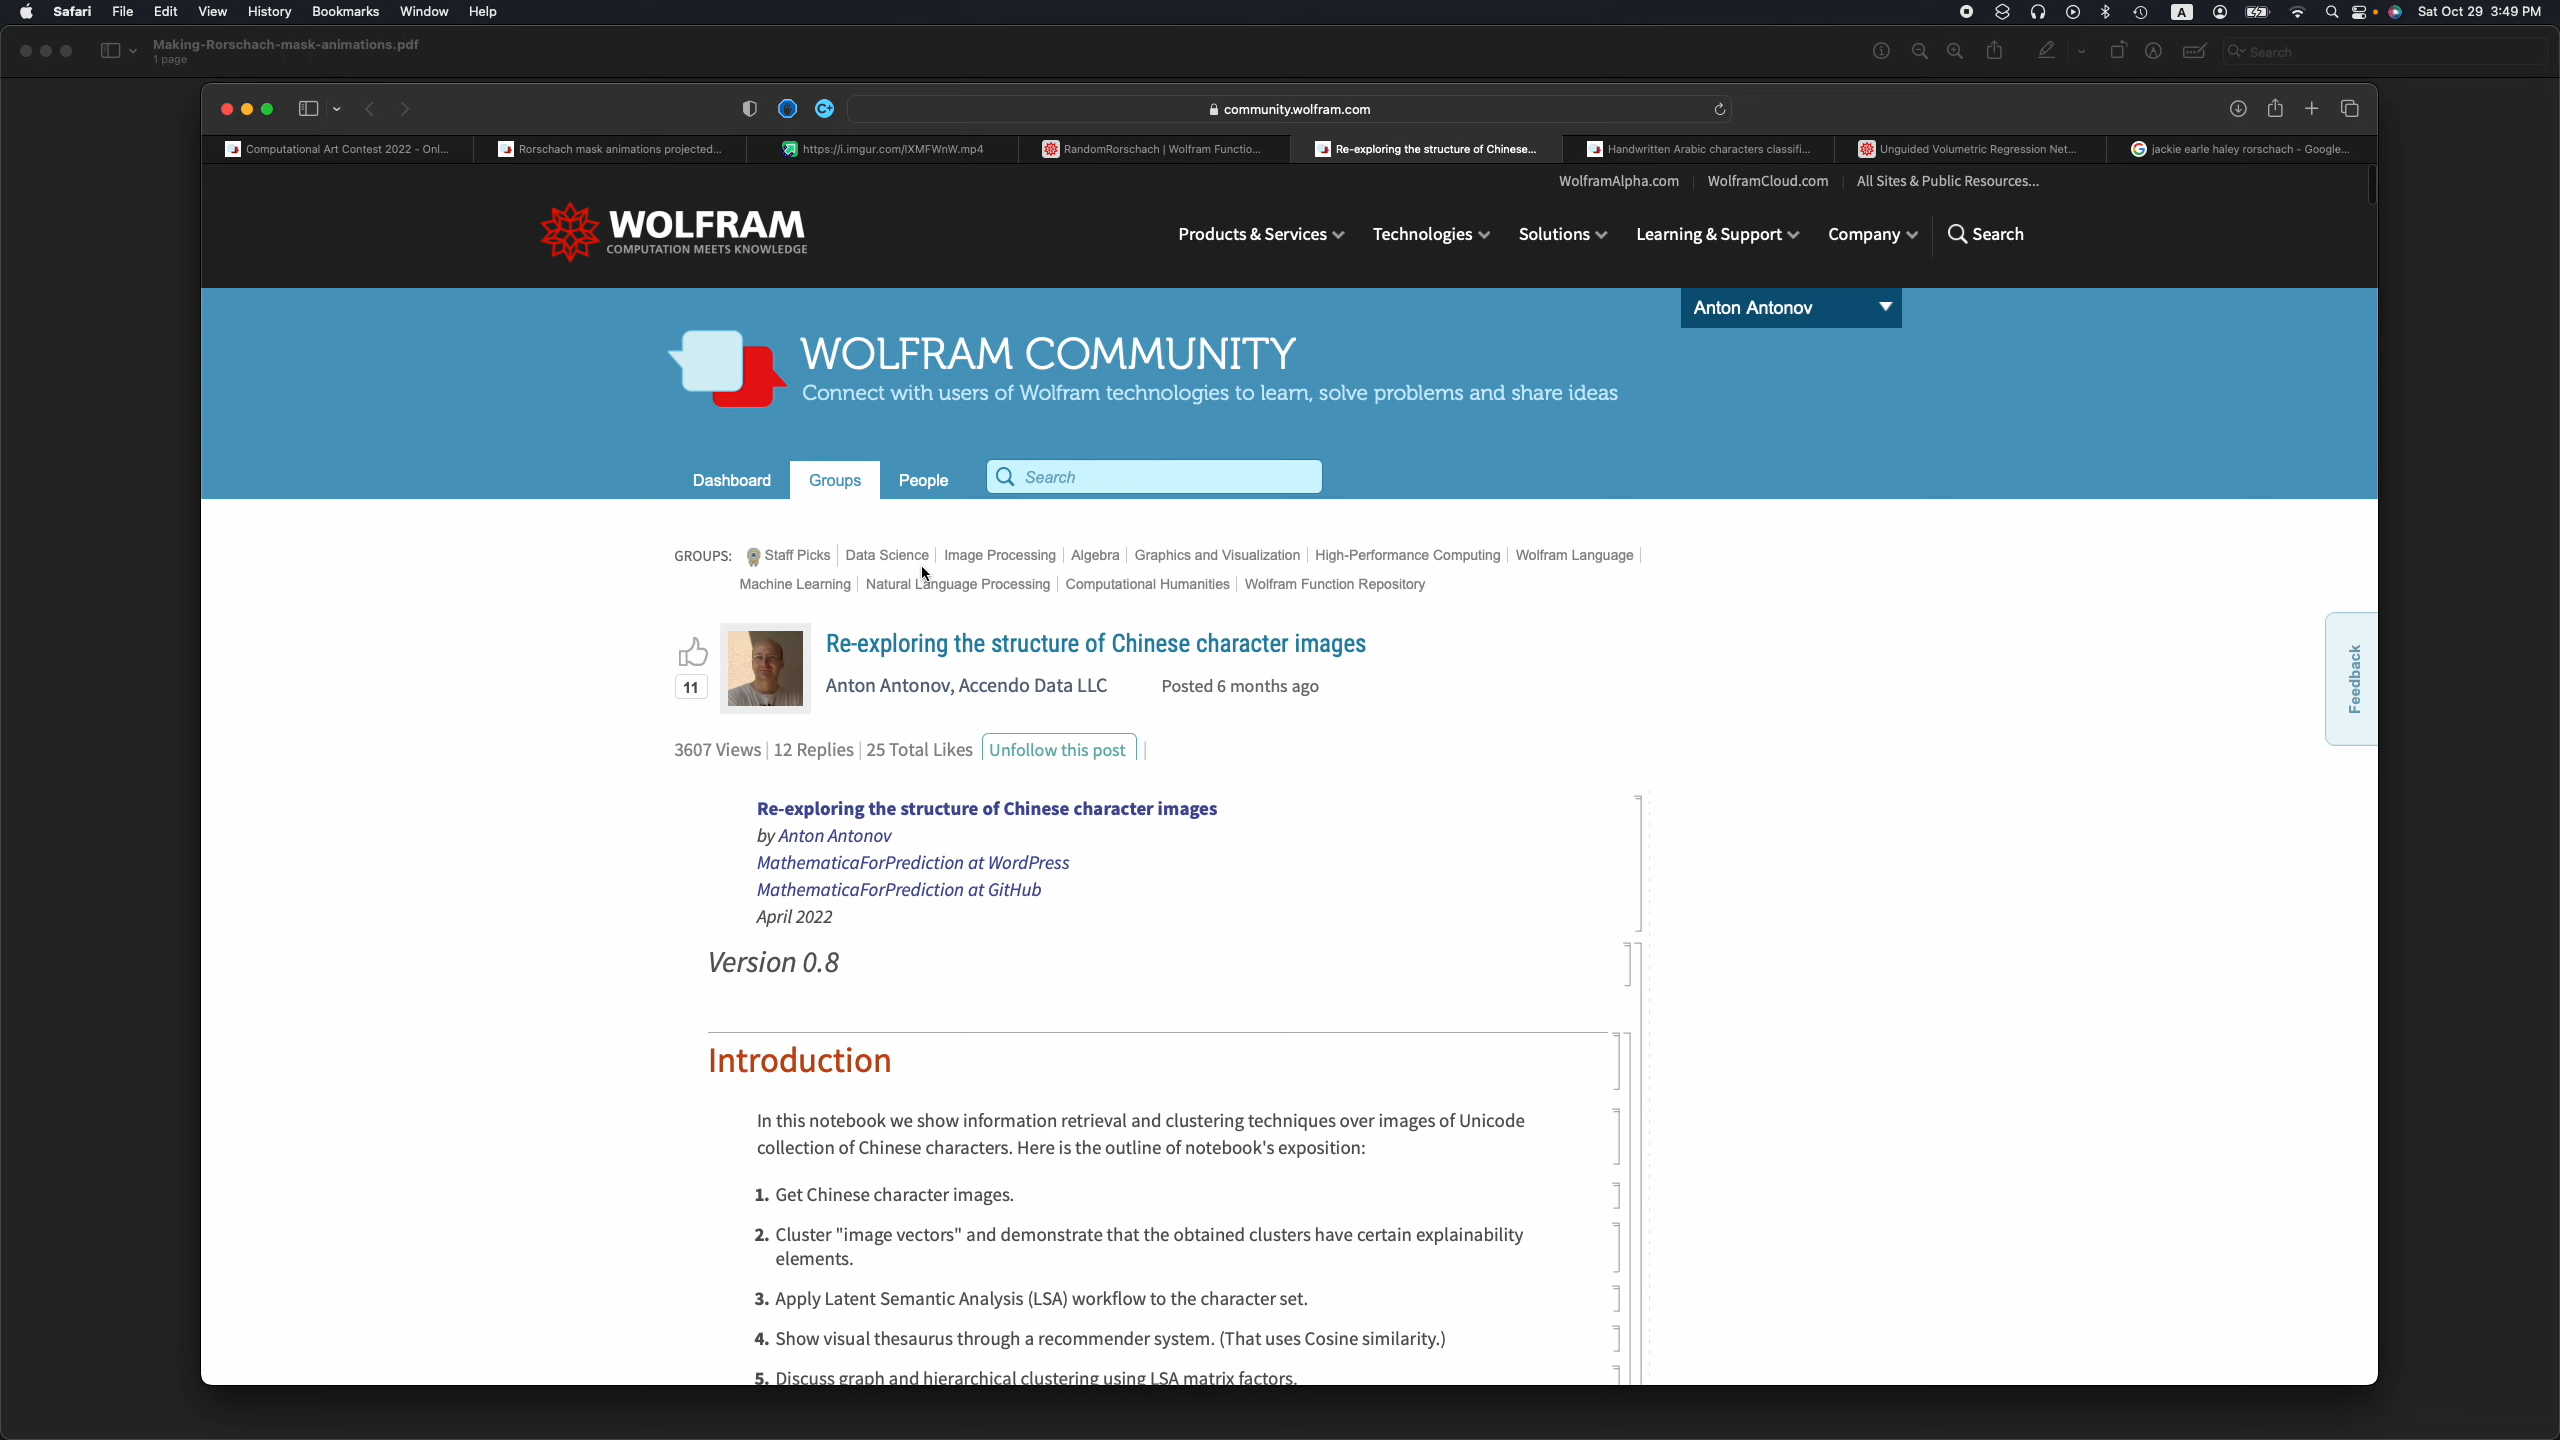 Safari File Edit View History Bookmarks Window Help
A Sat Oct 29 3:49 PM
Making-Rorschach-mask-animations.pdf
1 page
Search
community.wolfram.com
Computational Art Contest 2022 - Onl...
Rorschach mask animations projected...
https://i.imgur.com/IXMFWnW.mp4
RandomRorschach | Wolfram Functio...
Re-exploring the structure of Chinese...
Handwritten Arabic characters classifi...
Unguided Volumetric Regression Net...
jackie earle haley rorschach - Google...
WolframAlpha.com WolframCloud.com All Sites & Public Resources...
WOLFRAM
COMPUTATION MEETS KNOWLEDGE
Products & Services Technologies Solutions Learning & Support Company Search
Anton Antonov
WOLFRAM COMMUNITY
Connect with users of Wolfram technologies to learn, solve problems and share ideas
Dashboard Groups People Search
GROUPS: Staff Picks Data Science Image Processing Algebra Graphics and Visualization High-Performance Computing Wolfram Language
Machine Learning Natural Language Processing Computational Humanities Wolfram Function Repository
Re-exploring the structure of Chinese character images
11
Anton Antonov, Accendo Data LLC Posted 6 months ago
Feedback
3607 Views 12 Replies 25 Total Likes Unfollow this post
Re-exploring the structure of Chinese character images
by Anton Antonov
MathematicaForPrediction at WordPress
MathematicaForPrediction at GitHub
April 2022
Version 0.8
Introduction
In this notebook we show information retrieval and clustering techniques over images of Unicode
collection of Chinese characters. Here is the outline of notebook's exposition:
1. Get Chinese character images.
2. Cluster "image vectors" and demonstrate that the obtained clusters have certain explainability
elements.
3. Apply Latent Semantic Analysis (LSA) workflow to the character set.
4. Show visual thesaurus through a recommender system. (That uses Cosine similarity.)
5. Discuss graph and hierarchical clustering using LSA matrix factors.